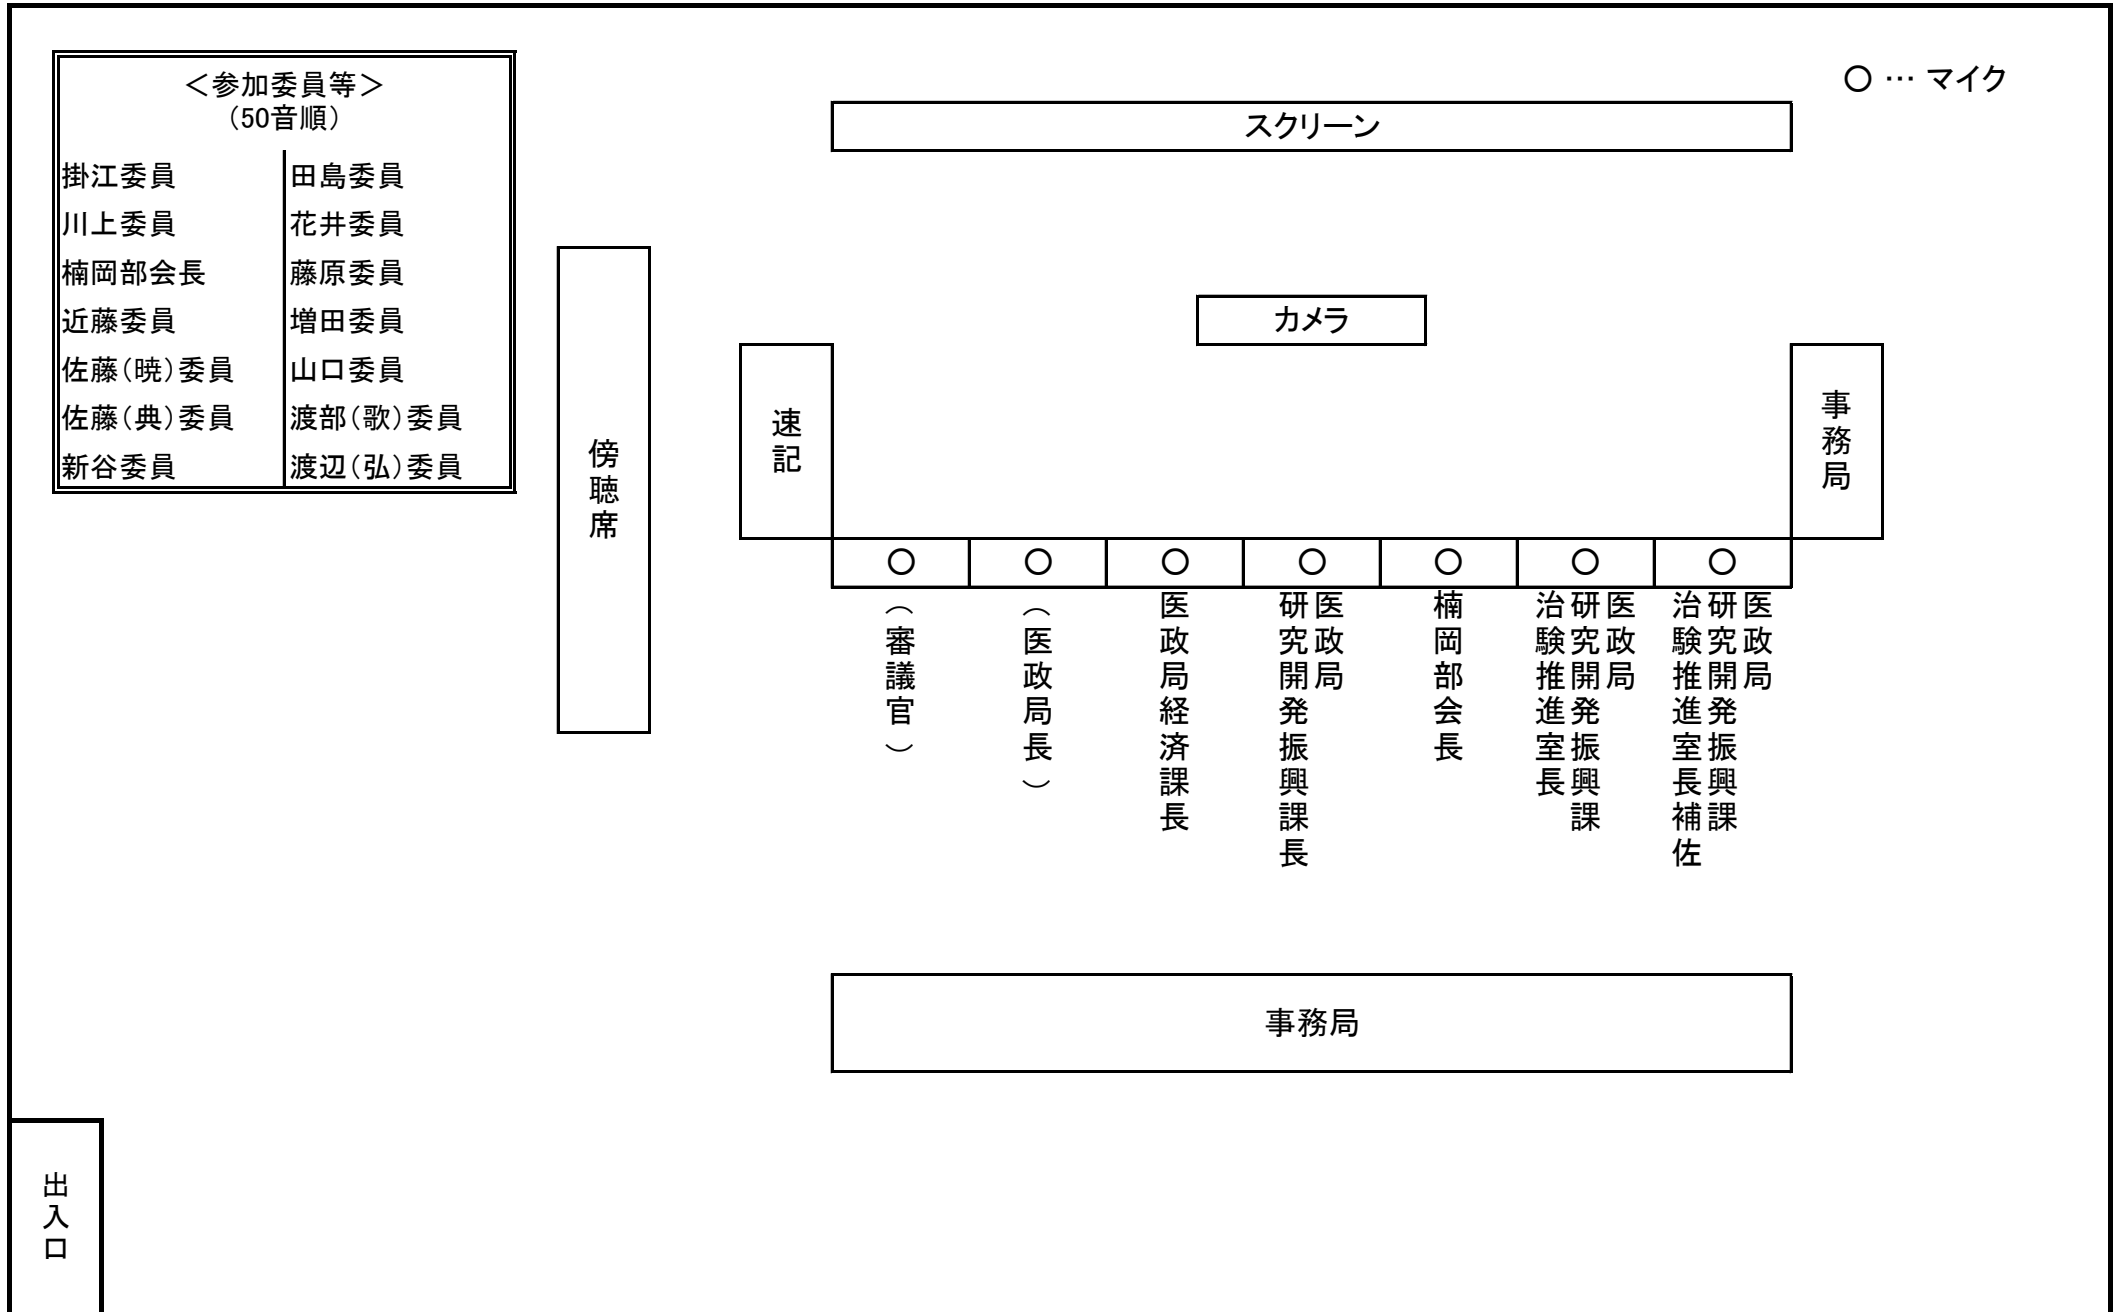 <参加委員等>
(50音順)
掛江委員
川上委員
楠岡部会長
近藤委員
佐藤(暁)委員
佐藤(典)委員
新谷委員
田島委員
花井委員
藤原委員
増田委員
山口委員
渡部(歌)委員
渡辺(弘)委員
○ … マイク
スクリーン
カメラ
傍聴席
速記
事務局
○ ○ ○ ○ ○ ○ ○
(審議官)
(医政局長)
医政局経済課長
医政局
研究開発振興課長
楠岡部会長
医政局
研究開発振興課
治験推進室長
医政局
研究開発振興課
治験推進室長補佐
事務局
出入口